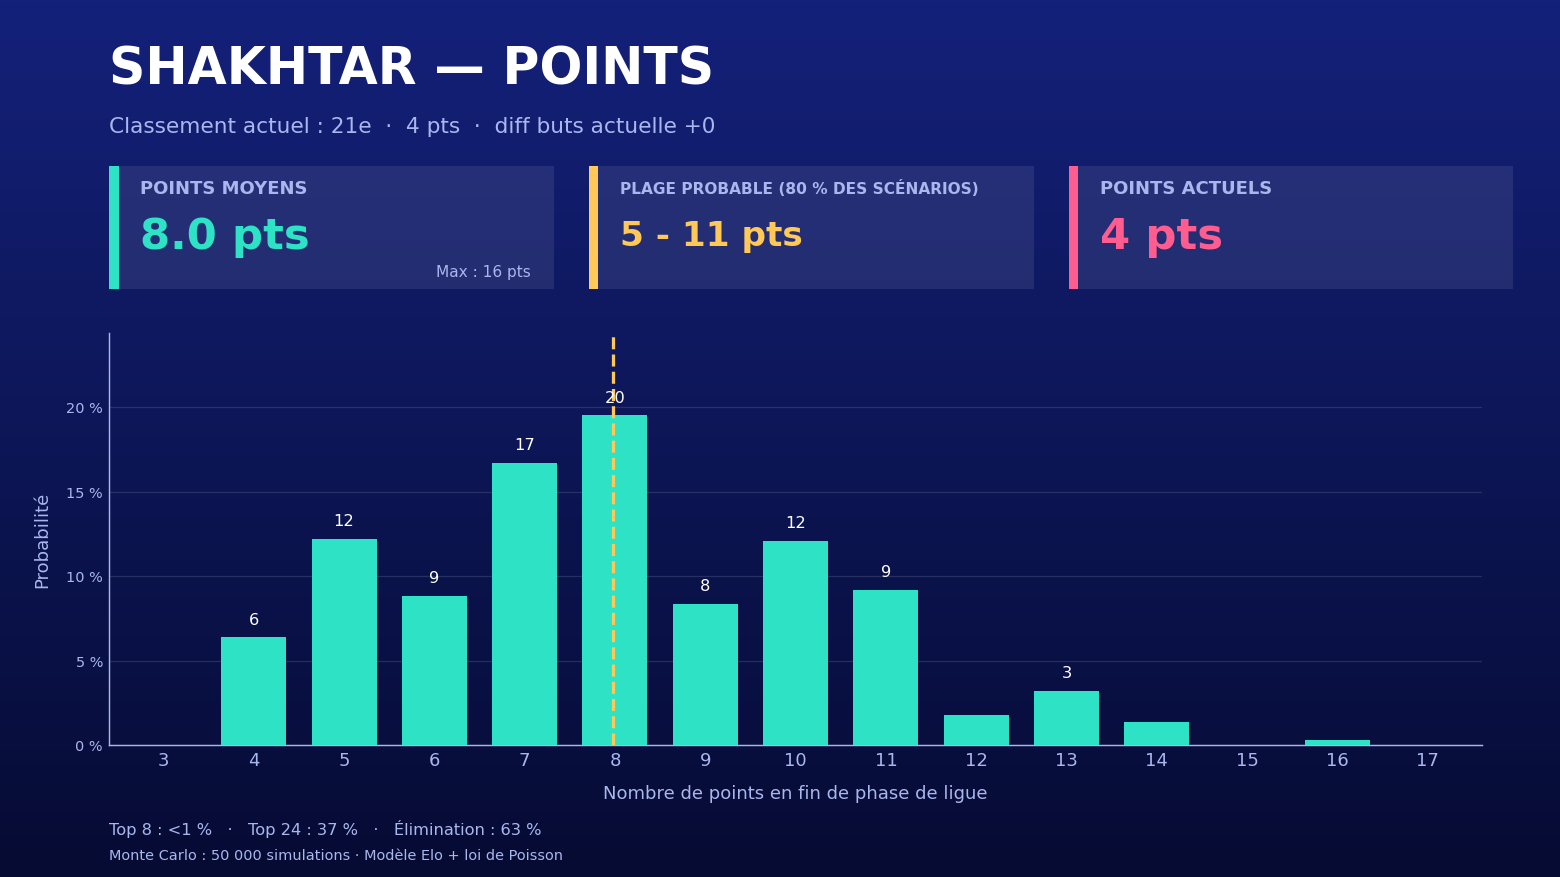 SHAKHTAR — POINTS
Classement actuel : 21e · 4 pts · diff buts actuelle +0
POINTS MOYENS
8.0 pts
Max : 16 pts
PLAGE PROBABLE (80 % DES SCÉNARIOS)
5 - 11 pts
POINTS ACTUELS
4 pts
Probabilité
20 %
15 %
10 %
5 %
0 %
6
12
9
17
20
8
12
9
3
3 4 5 6 7 8 9 10 11 12 13 14 15 16 17
Nombre de points en fin de phase de ligue
Top 8 : <1 % · Top 24 : 37 % · Élimination : 63 %
Monte Carlo : 50 000 simulations · Modèle Elo + loi de Poisson